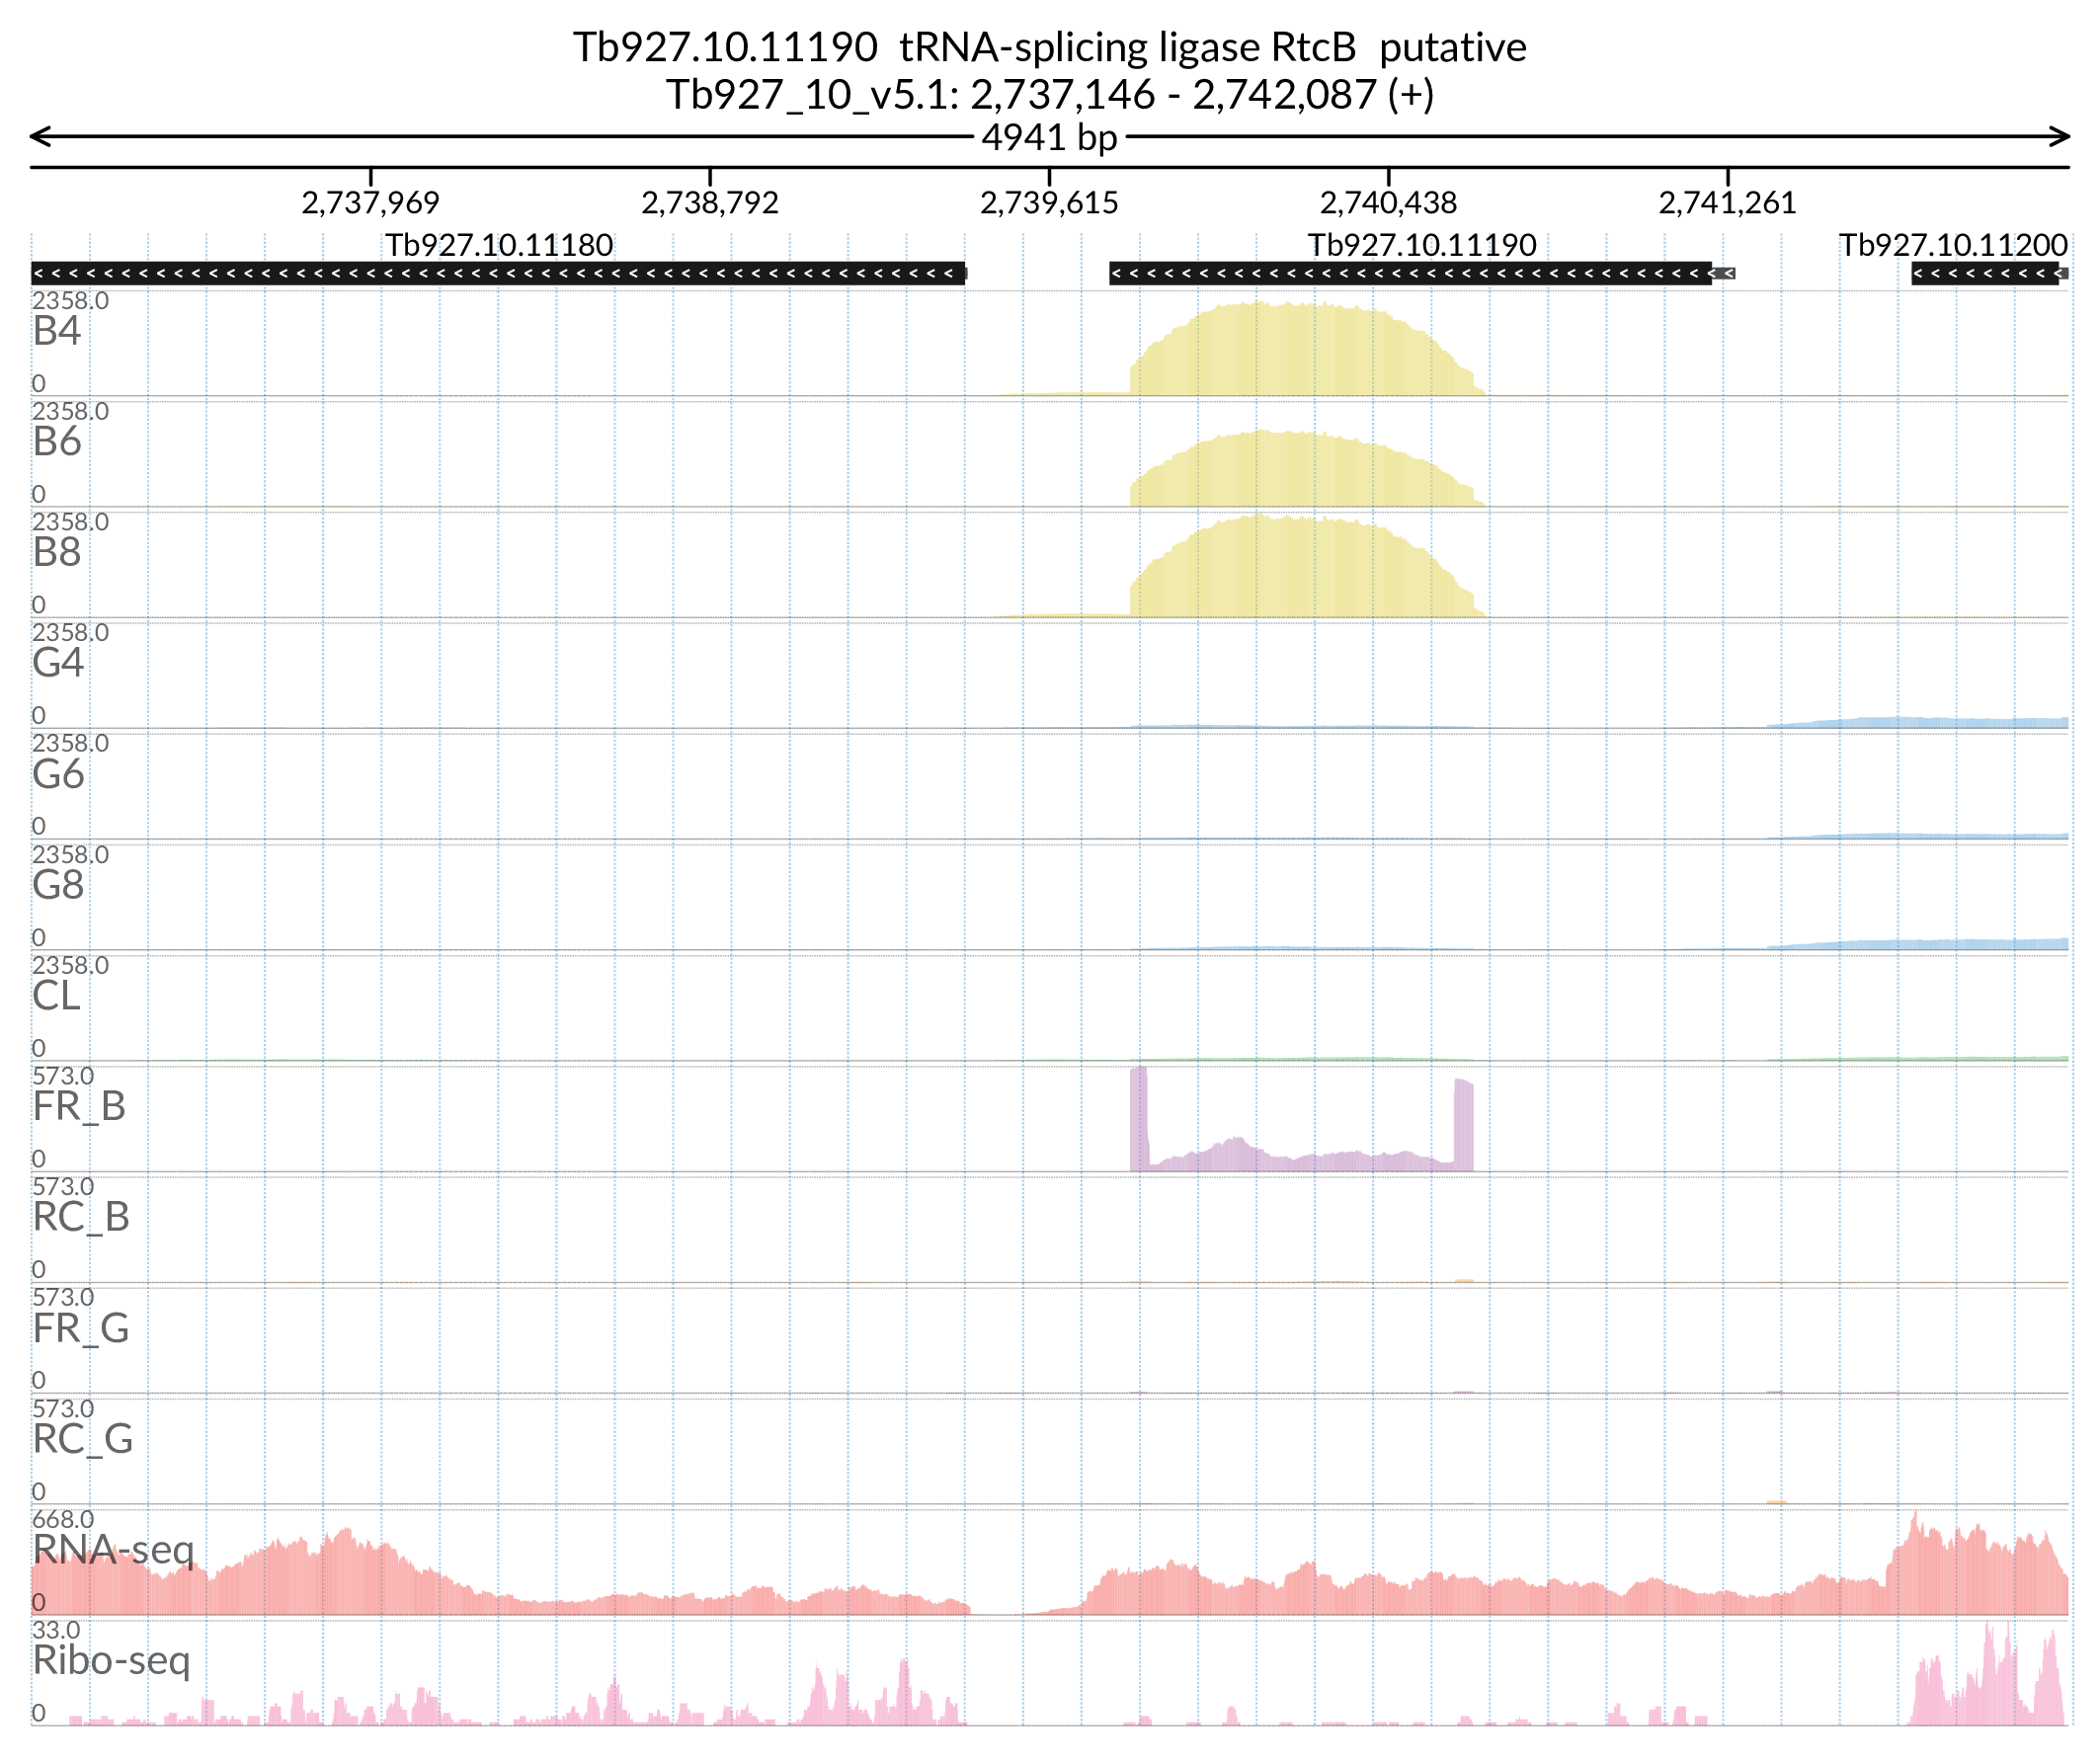 Tb927.10.11190 tRNA-splicing ligase RtcB putative
Tb927_10_v5.1: 2,737,146 - 2,742,087 (+)
4941 bp
2,737,969 2,738,792 2,739,615 2,740,438 2,741,261
Tb927.10.11180 Tb927.10.11190 Tb927.10.11200
2358.0
B4
0
2358.0
B6
0
2358.0
B8
0
2358.0
G4
0
2358.0
G6
0
2358.0
G8
0
2358.0
CL
0
573.0
FR_B
0
573.0
RC_B
0
573.0
FR_G
0
573.0
RC_G
0
668.0
RNA-seq
0
33.0
Ribo-seq
0